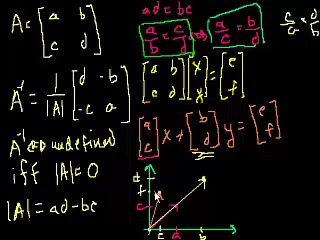 A = [a b
c d]
A⁻¹ = 1/|A| [d -b
-c a]
A⁻¹ undefined
iff |A| = 0
|A| = ad - bc
ad = bc
a/b = c/d → a/c = b/d
c/a = d/b
[a b
c d] [x
y] = [e
f]
[a
c] x + [b
d] y = [e
f]
d
f
c
c a b